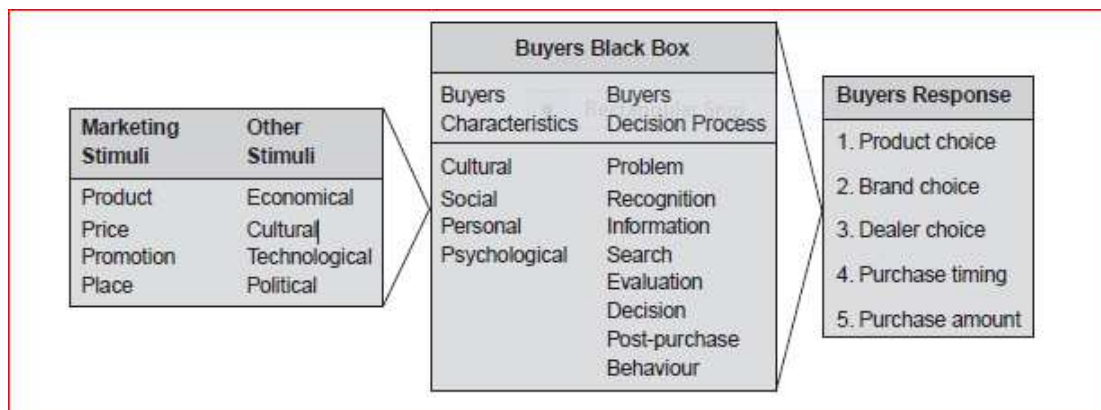 Marketing Stimuli
Other Stimuli
Product
Price
Promotion
Place
Economical
Cultural
Technological
Political
Buyers Black Box
Buyers
Characteristics
Buyers
Decision Process
Cultural
Social
Personal
Psychological
Problem
Recognition
Information
Search
Evaluation
Decision
Post-purchase
Behaviour
Buyers Response
1. Product choice
2. Brand choice
3. Dealer choice
4. Purchase timing
5. Purchase amount